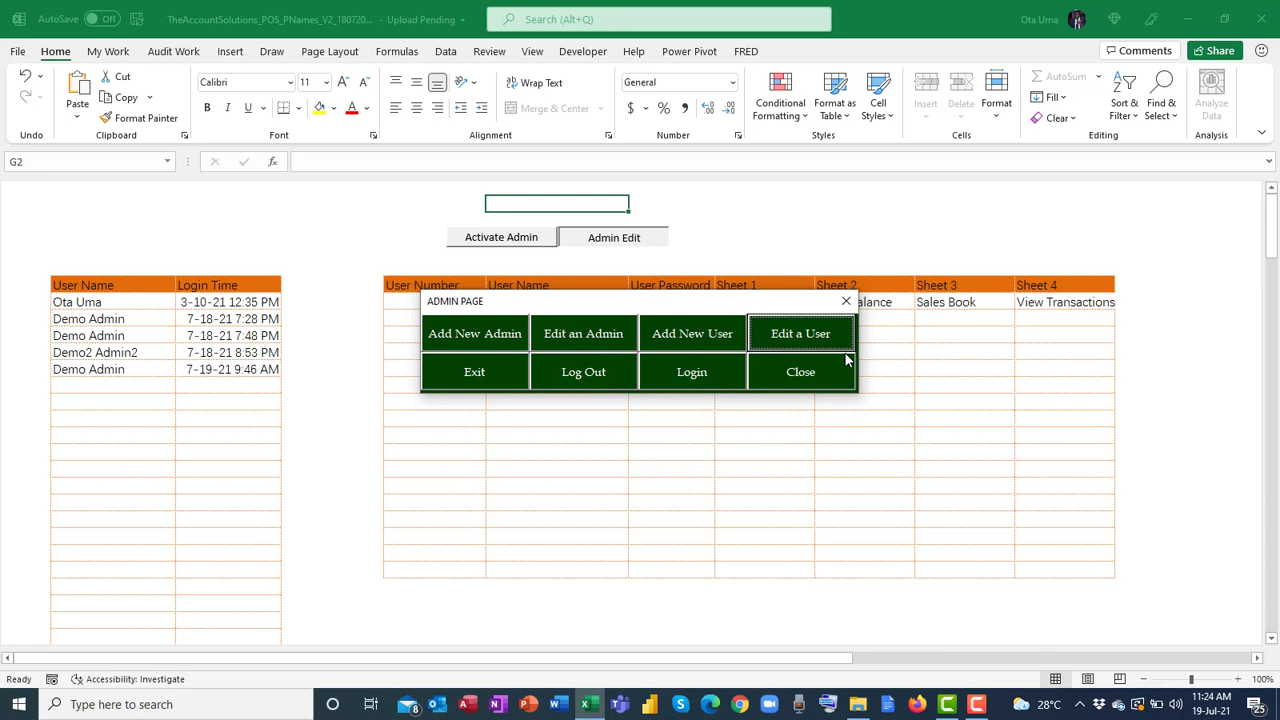 AutoSave Off TheAccountSolutions_POS_PNames_V2_180720... - Upload Pending Search (Alt+Q) Ota Uma
File Home My Work Audit Work Insert Draw Page Layout Formulas Data Review View Developer Help Power Pivot FRED Comments Share
Cut
Copy
Format Painter
Paste
Calibri 11
B I U
Wrap Text
Merge & Center
General
$ % ,
Conditional Formatting
Format as Table
Cell Styles
Insert Delete Format
AutoSum
Fill
Clear
Sort & Filter
Find & Select
Analyze Data
Undo Clipboard Font Alignment Number Styles Cells Editing Analysis
G2 fx
Activate Admin Admin Edit
User Name Login Time User Number User Name User Password Sheet 1 Sheet 2 Sheet 3 Sheet 4
Ota Uma 3-10-21 12:35 PM alance Sales Book View Transactions
Demo Admin 7-18-21 7:28 PM
Demo Admin 7-18-21 7:48 PM
Demo2 Admin2 7-18-21 8:53 PM
Demo Admin 7-19-21 9:46 AM
ADMIN PAGE
Add New Admin Edit an Admin Add New User Edit a User
Exit Log Out Login Close
Ready Accessibility: Investigate 100%
Type here to search 8 28°C 11:24 AM
19-Jul-21